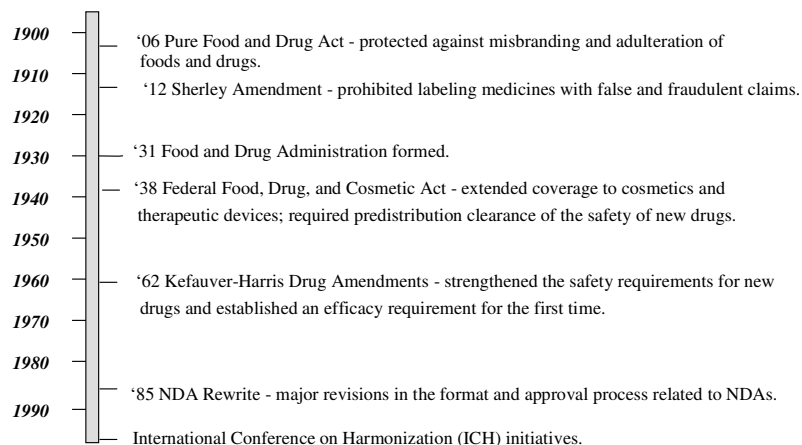 1900
‘06 Pure Food and Drug Act - protected against misbranding and adulteration of
foods and drugs.
1910
‘12 Sherley Amendment - prohibited labeling medicines with false and fraudulent claims.
1920
1930
‘31 Food and Drug Administration formed.
‘38 Federal Food, Drug, and Cosmetic Act - extended coverage to cosmetics and
1940
therapeutic devices; required predistribution clearance of the safety of new drugs.
1950
1960
‘62 Kefauver-Harris Drug Amendments - strengthened the safety requirements for new
drugs and established an efficacy requirement for the first time.
1970
1980
‘85 NDA Rewrite - major revisions in the format and approval process related to NDAs.
1990
International Conference on Harmonization (ICH) initiatives.